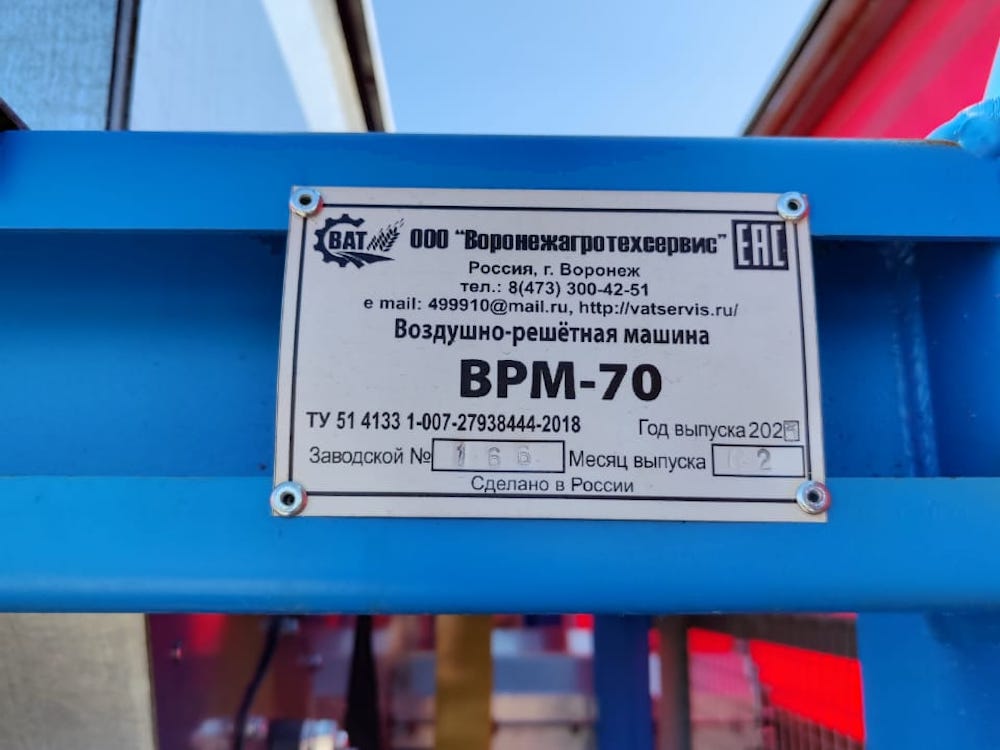 ВАТ ООО "Воронежагротехсервис" ЕАС
Россия, г. Воронеж
тел.: 8(473) 300-42-51
e mail: 499910@mail.ru, http://vatservis.ru/
Воздушно-решётная машина
ВРМ-70
ТУ 51 4133 1-007-27938444-2018
Год выпуска
Заводской № 166 Месяц выпуска
Сделано в России